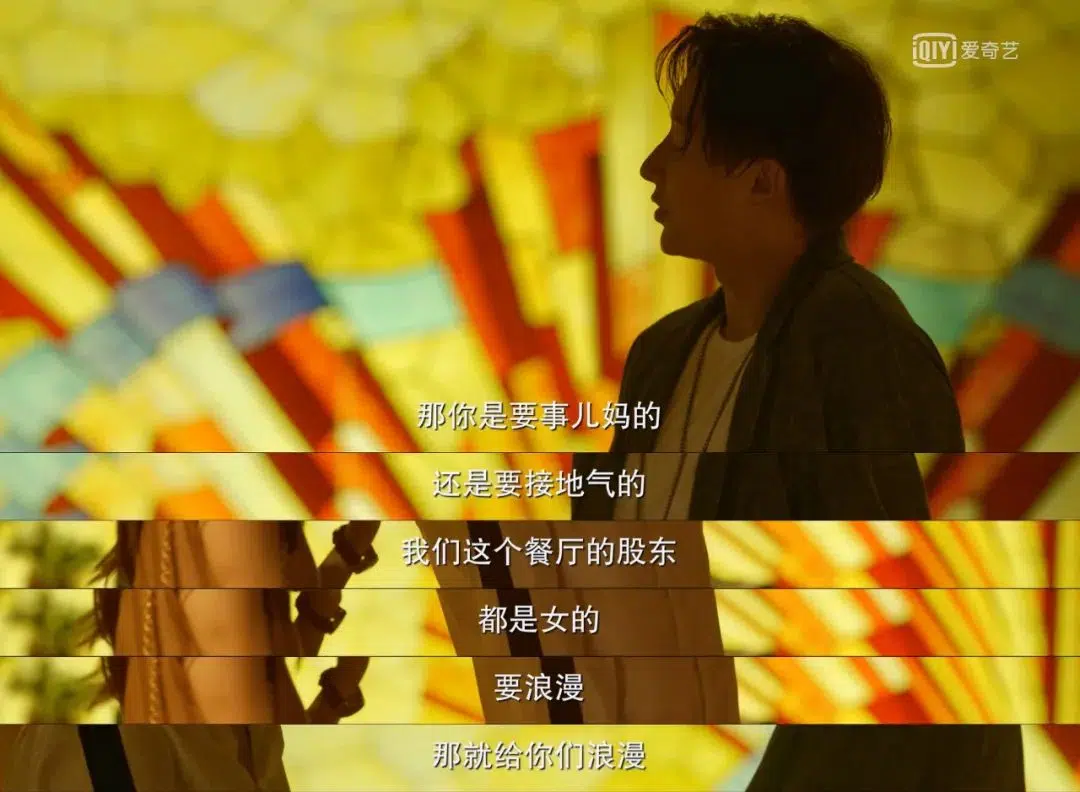 QIY 爱奇艺
那你是要事儿妈的
还是要接地气的
我们这个餐厅的股东
都是女的
要浪漫
那就给你们浪漫